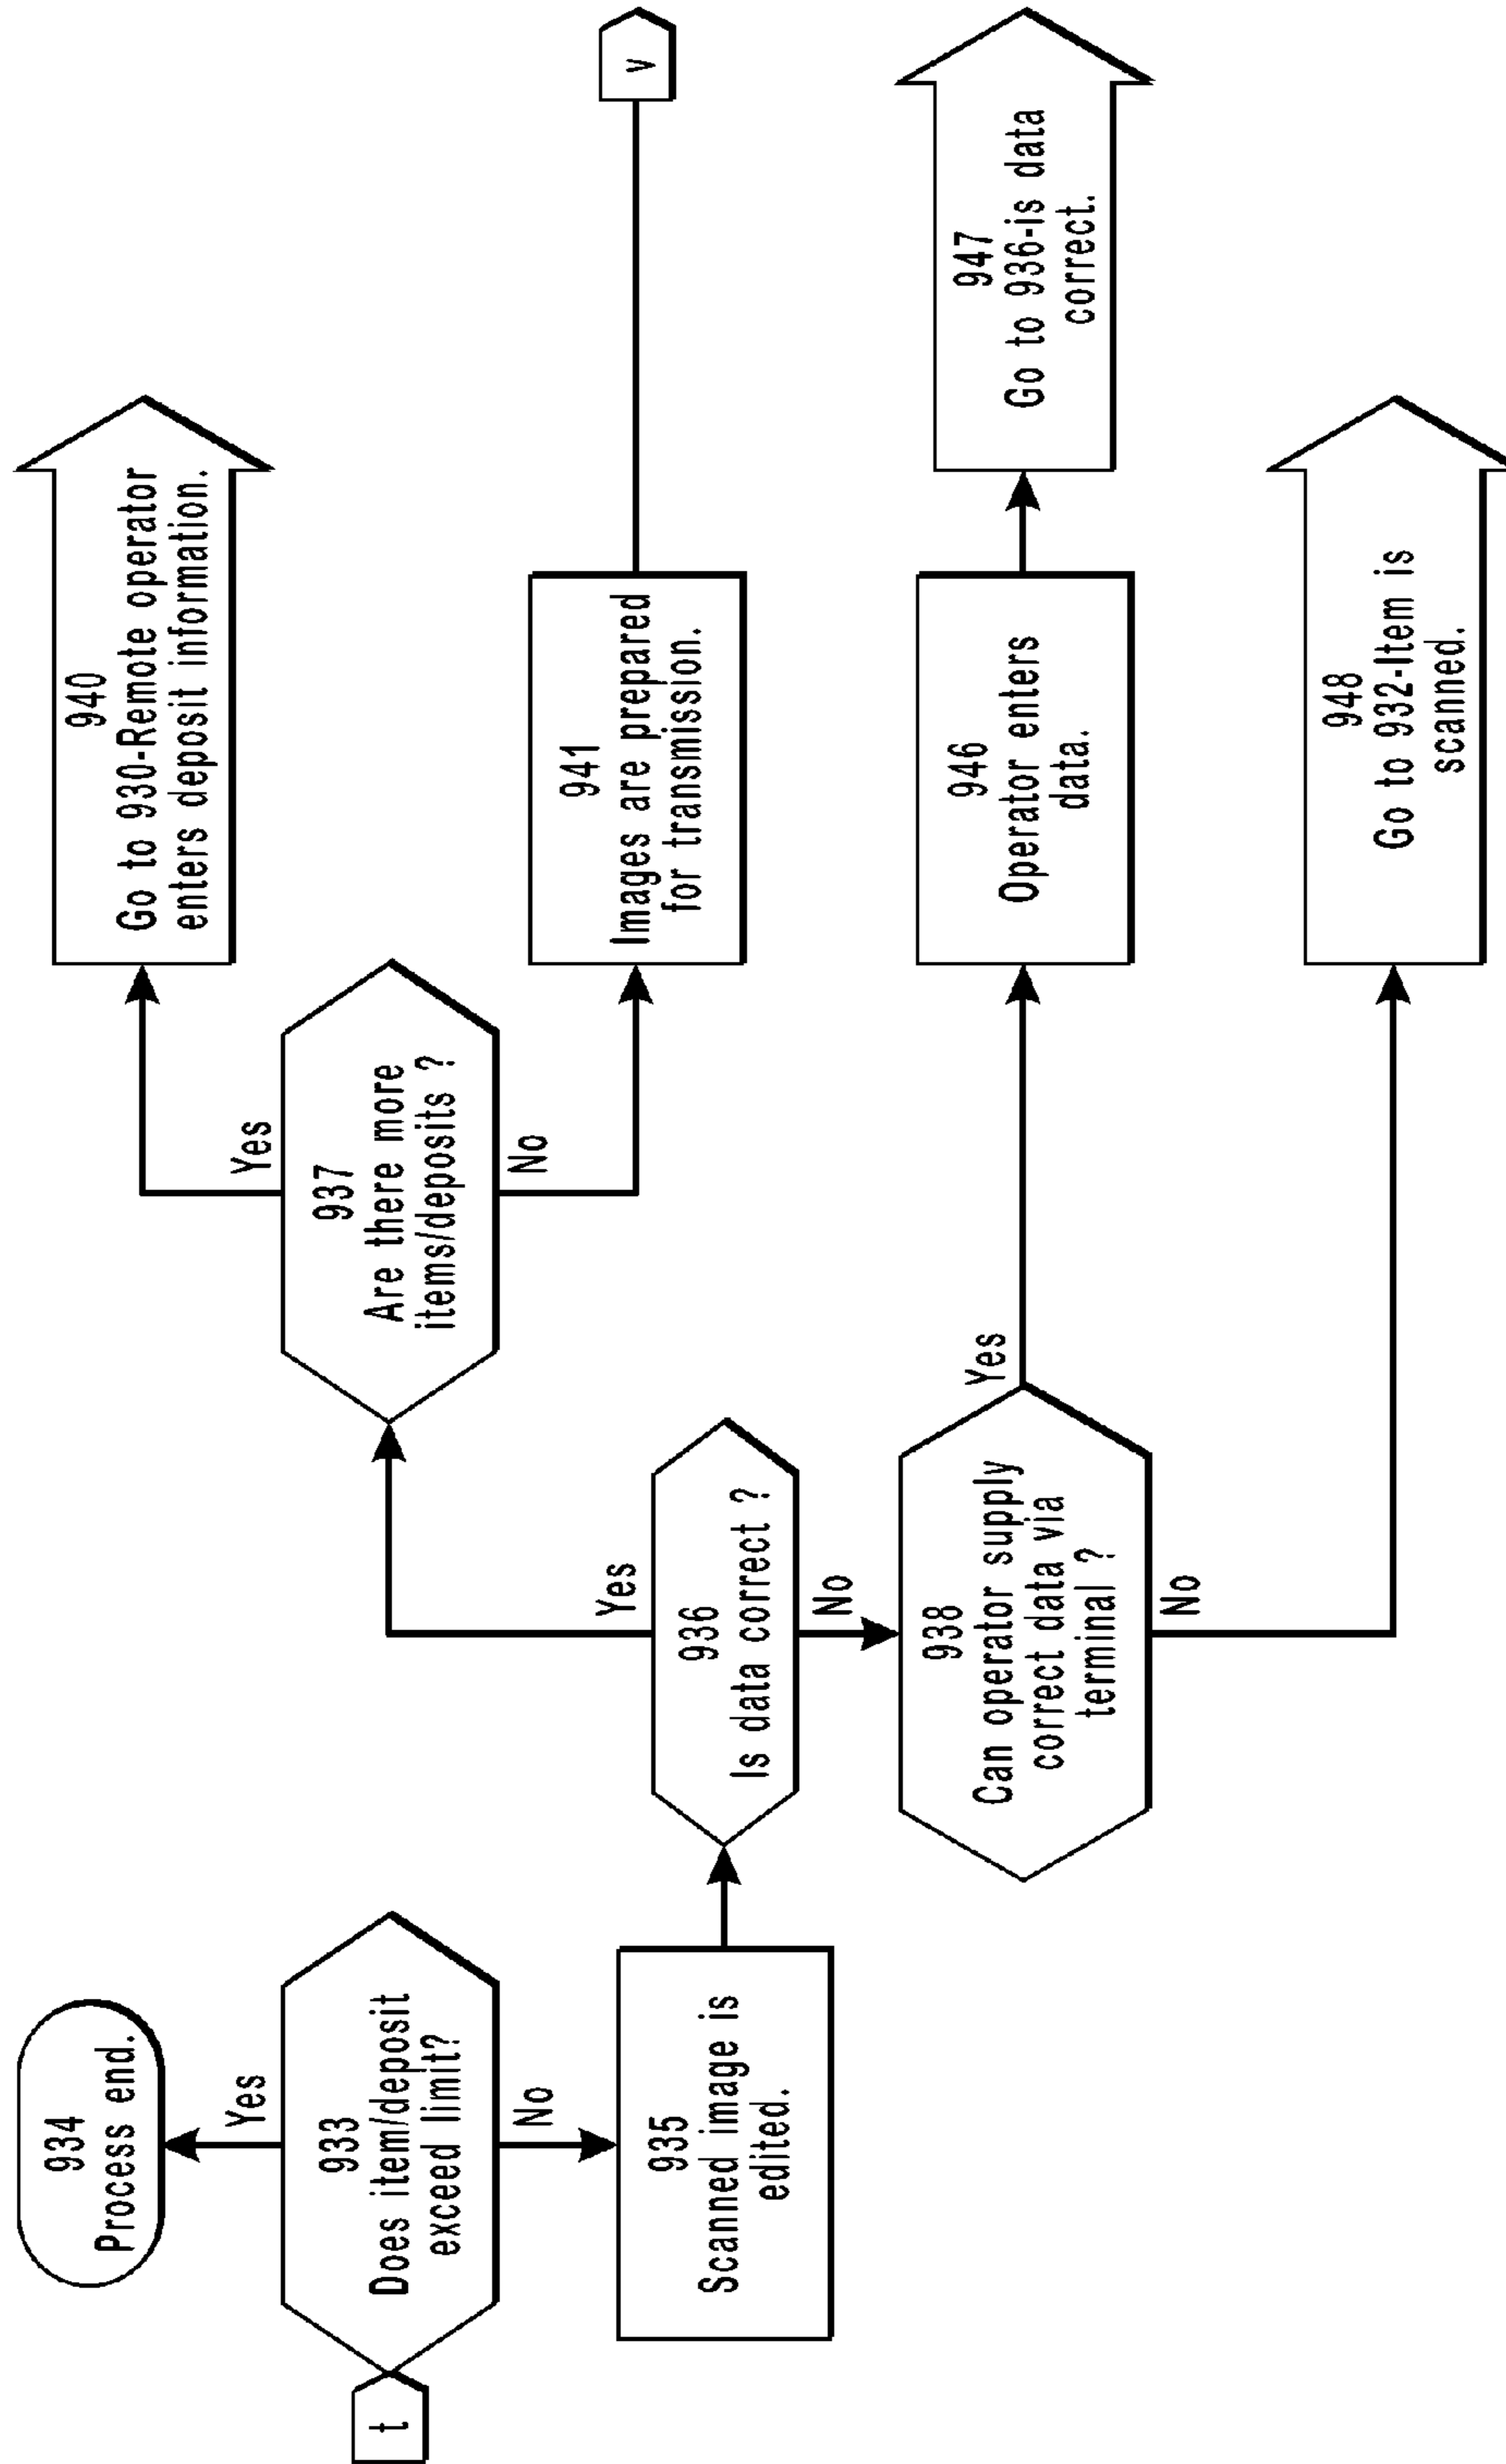 t
933
Does item/deposit
exceed limit?
Yes
934
Process end.
No
935
Scanned image is
edited.
936
Is data correct ?
Yes
937
Are there more
items/deposits ?
Yes
940
Go to 930-Remote operator
enters deposit information.
No
941
Images are prepared
for transmission.
v
No
938
Can operator supply
correct data via
terminal ?
Yes
946
Operator enters
data.
947
Go to 936-is data
correct.
No
948
Go to 932-Item is
scanned.